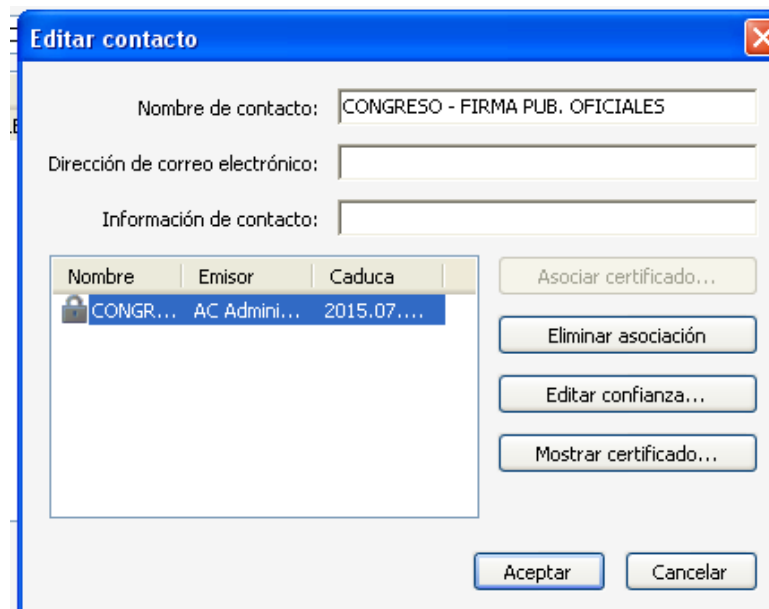 Editar contacto
Nombre de contacto: CONGRESO - FIRMA PUB. OFICIALES
Dirección de correo electrónico:
Información de contacto:
Nombre Emisor Caduca
CONGR... AC Admini... 2015.07....
Asociar certificado...
Eliminar asociación
Editar confianza...
Mostrar certificado...
Aceptar Cancelar